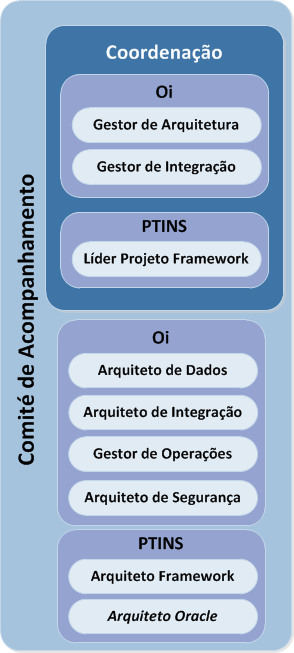 Comité de Acompanhamento
Coordenação
Oi
Gestor de Arquitetura
Gestor de Integração
PTINS
Líder Projeto Framework
Oi
Arquiteto de Dados
Arquiteto de Integração
Gestor de Operações
Arquiteto de Segurança
PTINS
Arquiteto Framework
Arquiteto Oracle